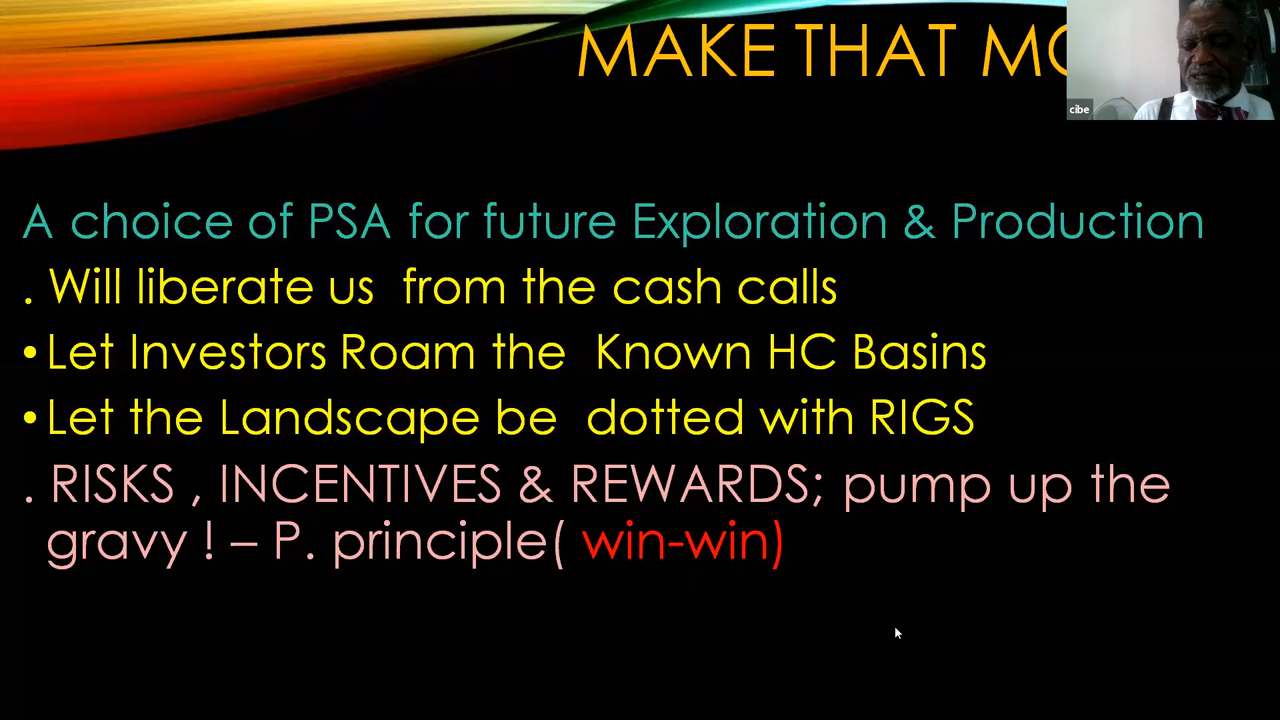 MAKE THAT
cibe
A choice of PSA for future Exploration & Production
. Will liberate us from the cash calls
• Let Investors Roam the Known HC Basins
• Let the Landscape be dotted with RIGS
. RISKS , INCENTIVES & REWARDS; pump up the
gravy ! – P. principle( win-win)